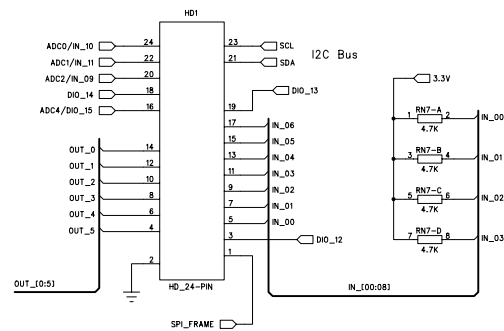 HD1
ADC0/IN_10 24 23 SCL
I2C Bus
ADC1/IN_11 22 21 SDA
ADC2/IN_09 20
DIO_14 18
ADC4/DIO_15 16
19 DIO_13
17 IN_06
15 IN_05
13 IN_04
11 IN_03
9 IN_02
7 IN_01
5 IN_00
3 DIO_12
1
OUT_0 14
OUT_1 12
OUT_2 10
OUT_3 8
OUT_4 6
OUT_5 4
2
OUT_[0:5]
HD_24-PIN
SPI_FRAME
IN_[00:08]
3.3V
RN7-A
1 2 IN_00
4.7K
RN7-B
3 4 IN_01
4.7K
RN7-C
5 6 IN_02
4.7K
RN7-D
7 8 IN_03
4.7K